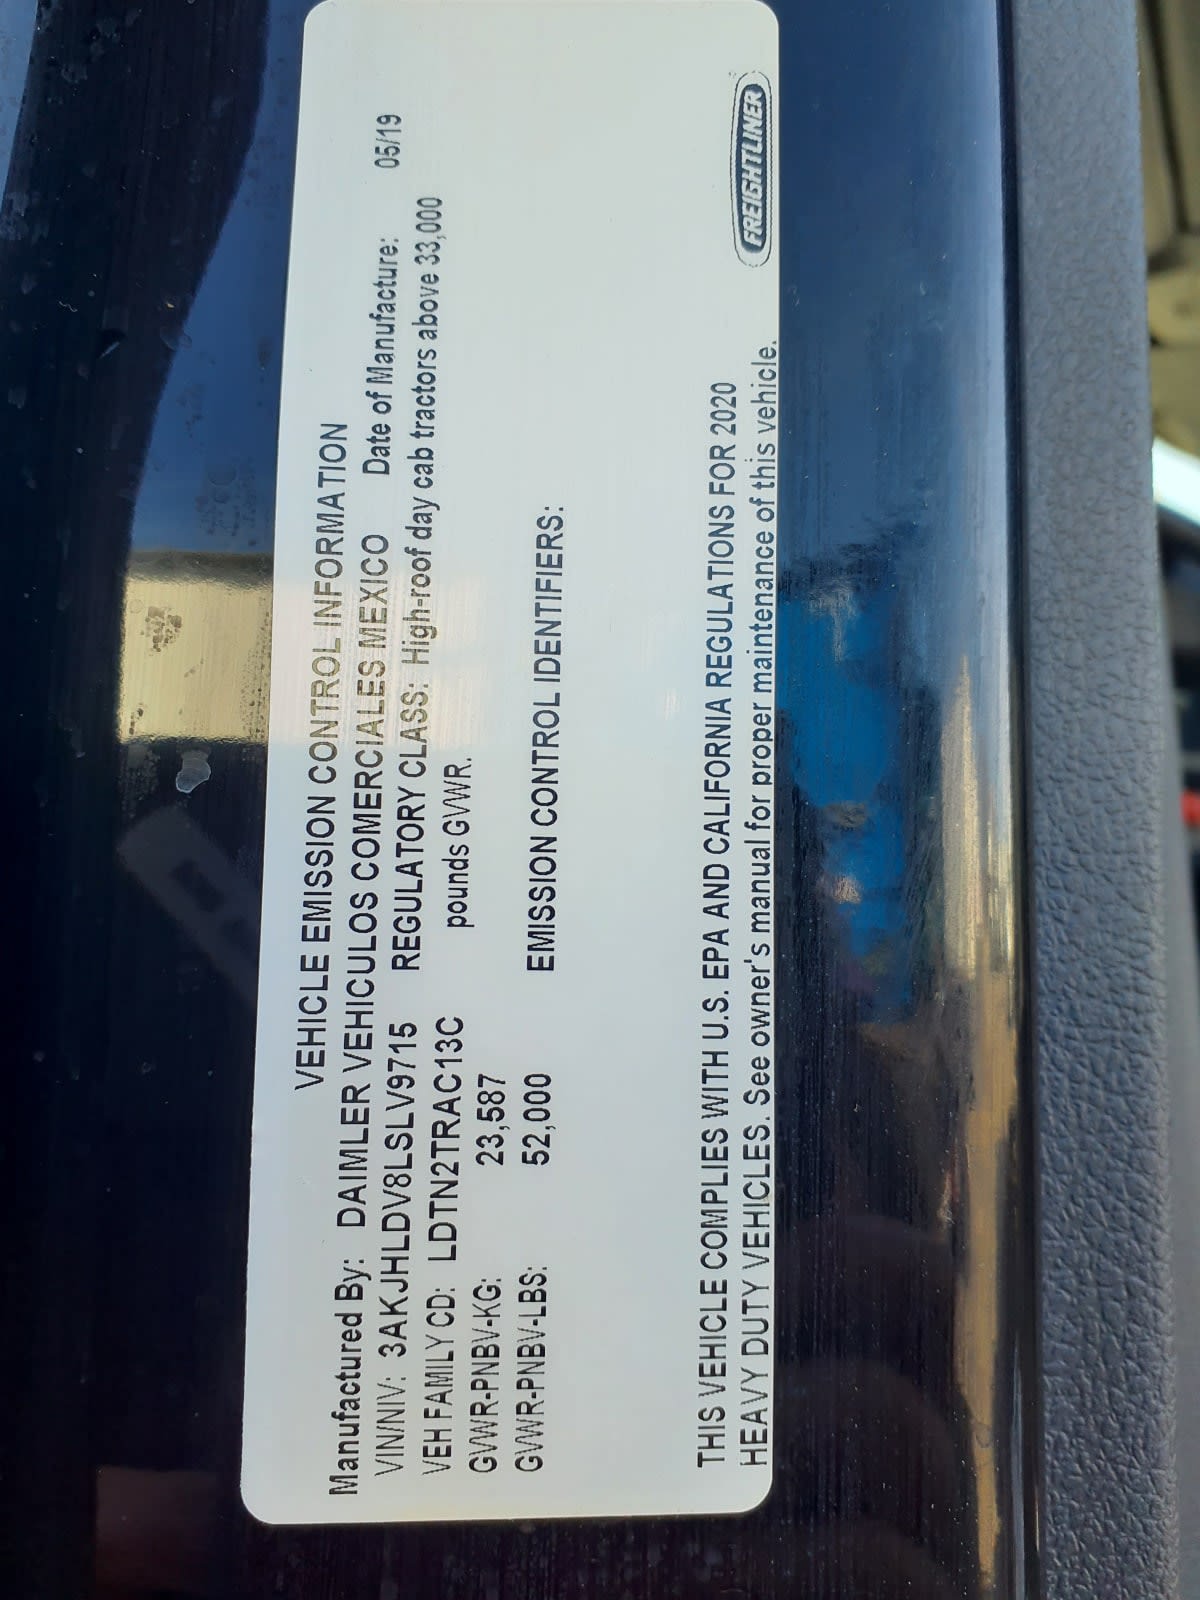 VEHICLE EMISSION CONTROL INFORMATION
Manufactured By: DAIMLER VEHICULOS COMERCIALES MEXICO Date of Manufacture: 05/19
VIN/NIV: 3AKJHLDV8LSLV9715 REGULATORY CLASS: High-roof day cab tractors above 33,000
VEH FAMILY CD: LDTN2TRAC13C pounds GVWR.
GVWR-PNBV-KG: 23,587
GVWR-PNBV-LBS: 52,000 EMISSION CONTROL IDENTIFIERS:
THIS VEHICLE COMPLIES WITH U.S. EPA AND CALIFORNIA REGULATIONS FOR 2020
HEAVY DUTY VEHICLES. See owner's manual for proper maintenance of this vehicle.
FREIGHTLINER